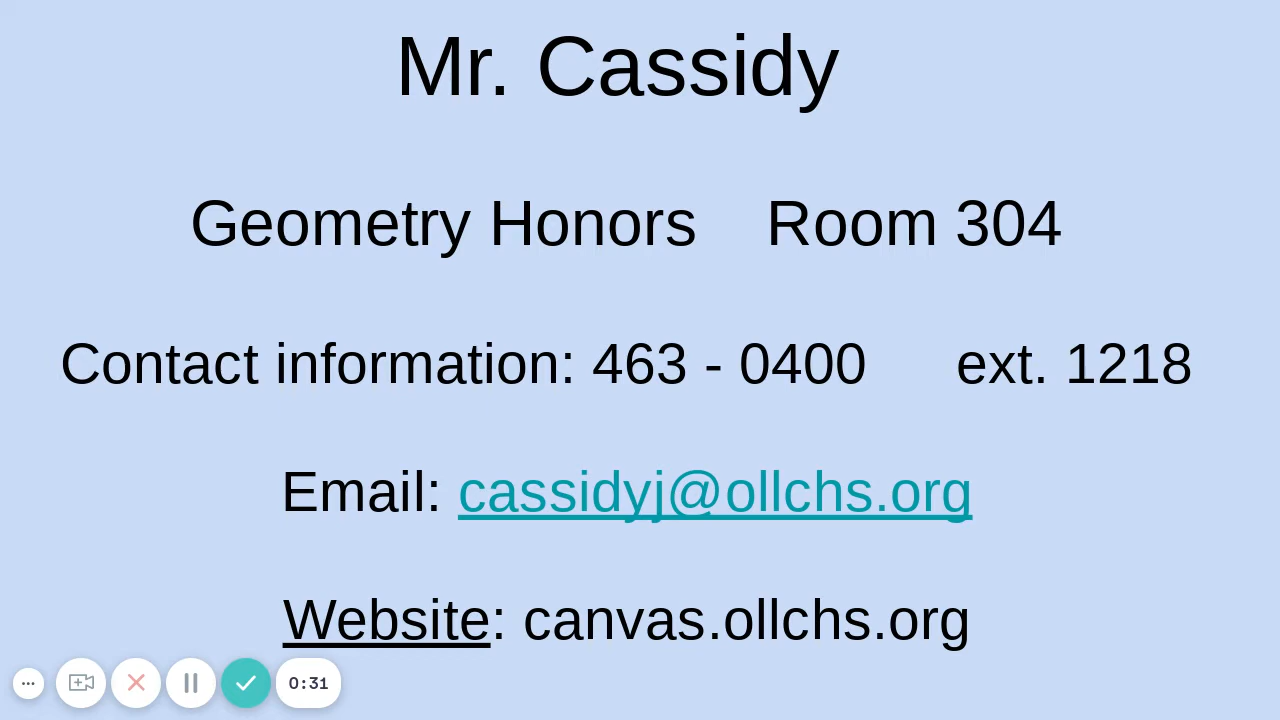 Mr. Cassidy
Geometry Honors Room 304
Contact information: 463 - 0400 ext. 1218
Email: cassidyj@ollchs.org
Website: canvas.ollchs.org
0:31